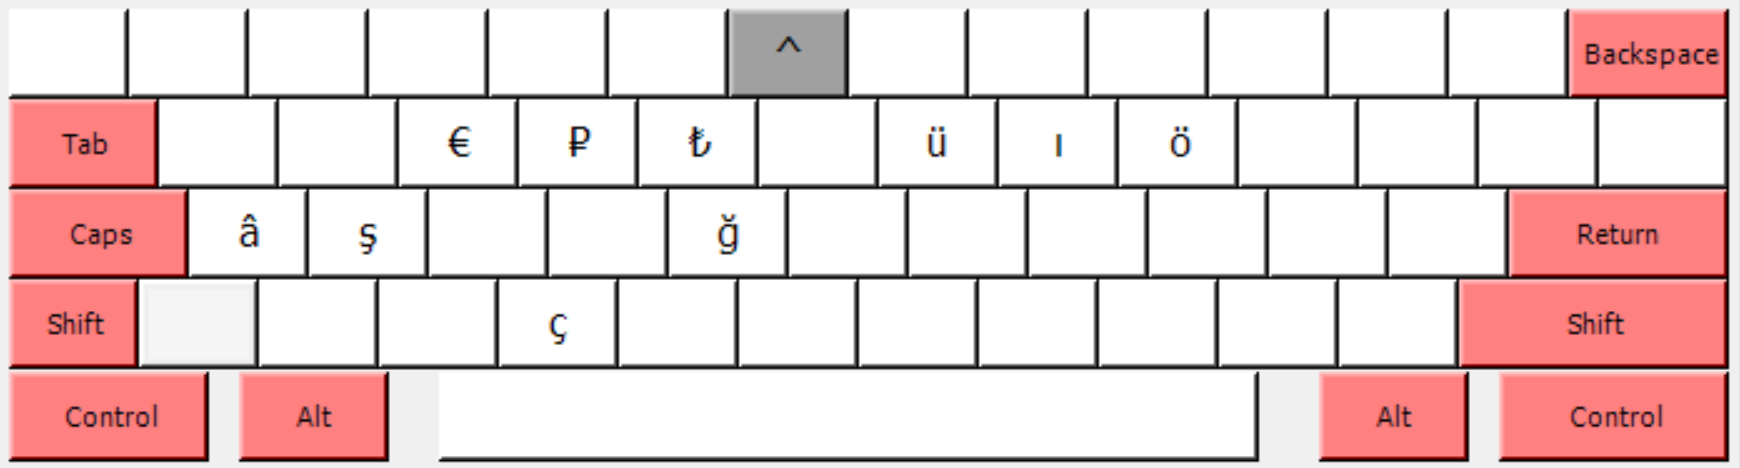 ^ Backspace
Tab € ₽ ₺ ü ı ö
Caps â ş ğ Return
Shift ç Shift
Control Alt Alt Control